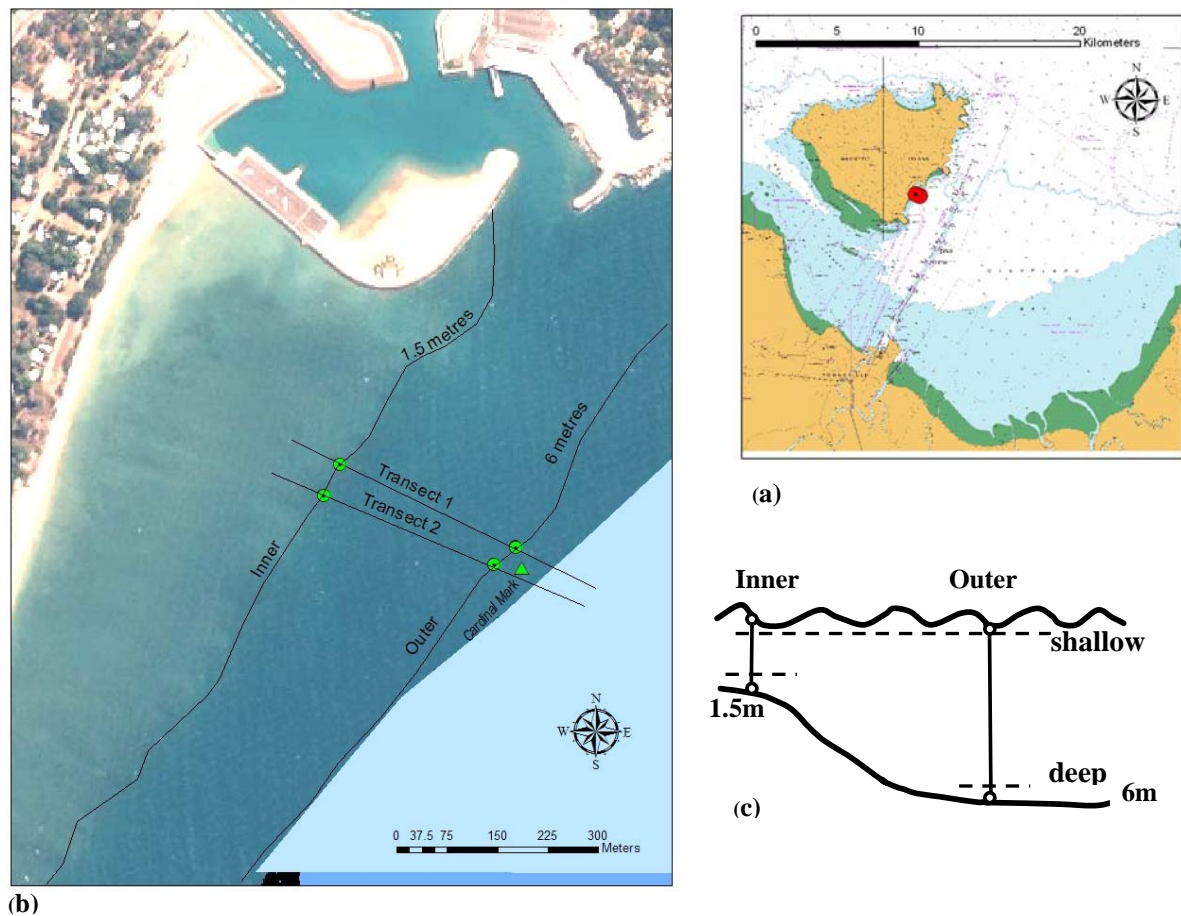 1.5 metres
6 metres
Transect 1
Transect 2
Inner
Outer
Cardinal Mark
N
W E
S
0 37.5 75 150 225 300
Meters
(b)
0 5 10 20
Kilometers
N
W E
S
(a)
Inner Outer
shallow
1.5m
deep
6m
(c)